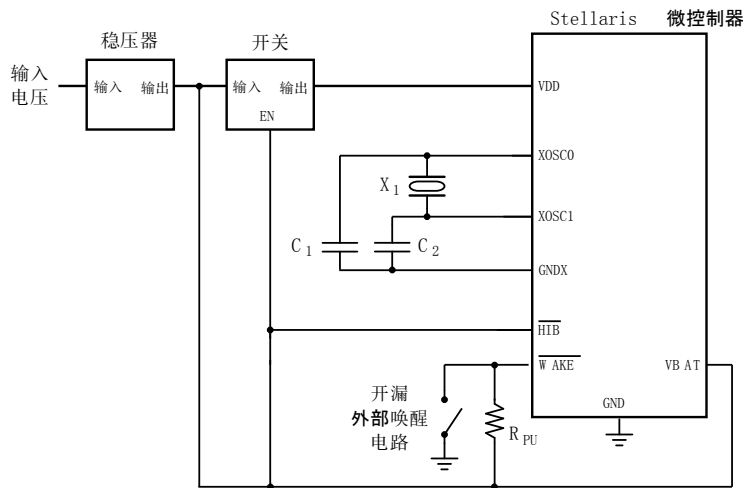 Stellaris 微控制器
稳压器
开关
输入
电压
输入 输出
输入 输出
EN
VDD
XOSC0
X1
XOSC1
C1
C2
GNDX
HIB
WAKE
VBAT
开漏
外部唤醒
电路
RPU
GND